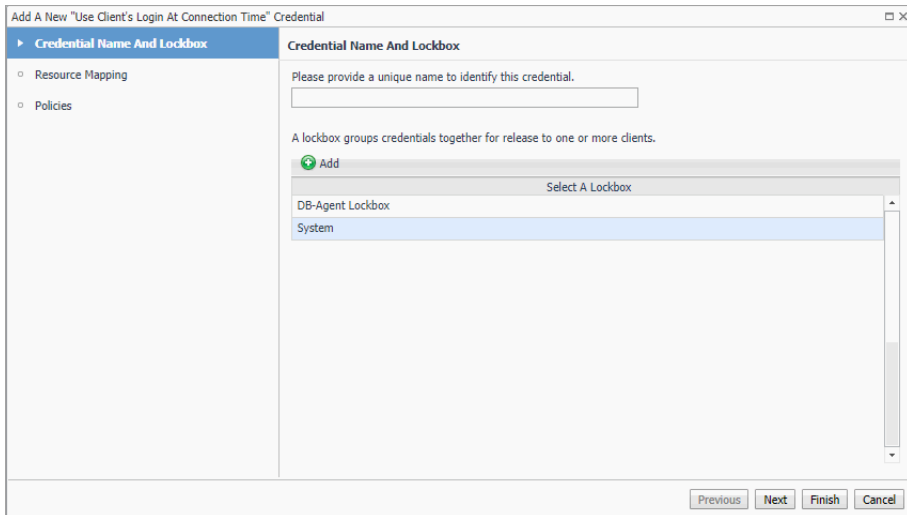 Add A New "Use Client's Login At Connection Time" Credential
Credential Name And Lockbox
Resource Mapping
Policies
Credential Name And Lockbox
Please provide a unique name to identify this credential.
A lockbox groups credentials together for release to one or more clients.
Add
Select A Lockbox
DB-Agent Lockbox
System
Previous Next Finish Cancel